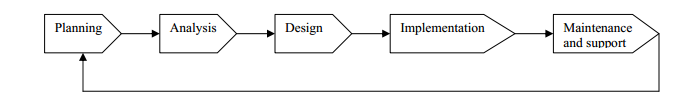 Planning
Analysis
Design
Implementation
Maintenance
and support